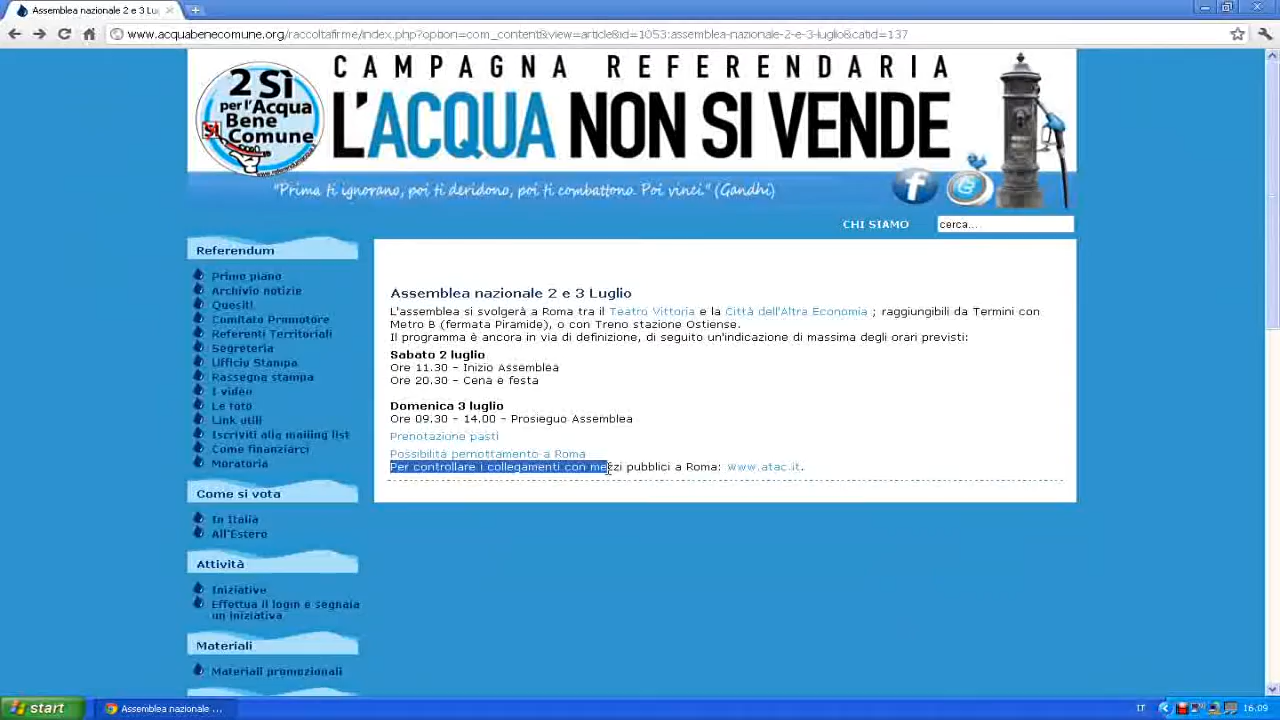 Assemblea nazionale 2 e 3 Lu
www.acquabenecomune.org/raccoltafirme/index.php?option=com_content&view=article&id=1053:assemblea-nazionale-2-e-3-luglio&catid=137
2 Sì
per l'Acqua
Bene
Comune
CAMPAGNA REFERENDARIA
L'ACQUA NON SI VENDE
"Prima ti ignorano, poi ti deridono, poi ti combattono. Poi vinci." (Gandhi)
CHI SIAMO
cerca...
Referendum
Primo piano
Archivio notizie
Quesiti
Comitato Promotore
Referenti Territoriali
Segreteria
Ufficio Stampa
Rassegna stampa
I video
Le foto
Link utili
Iscriviti alla mailing list
Come finanziarci
Moratoria
Come si vota
In Italia
All'Estero
Attività
Iniziative
Effettua il login e segnala
un iniziativa
Materiali
Materiali promozionali
Assemblea nazionale 2 e 3 Luglio
L'assemblea si svolgerà a Roma tra il Teatro Vittoria e la Città dell'Altra Economia ; raggiungibili da Termini con
Metro B (fermata Piramide), o con Treno stazione Ostiense.
Il programma è ancora in via di definizione, di seguito un'indicazione di massima degli orari previsti:
Sabato 2 luglio
Ore 11.30 - Inizio Assemblea
Ore 20.30 - Cena e festa
Domenica 3 luglio
Ore 09.30 - 14.00 - Prosieguo Assemblea
Prenotazione pasti
Possibilità pernottamento a Roma
Per controllare i collegamenti con mezzi pubblici a Roma: www.atac.it.
start
Assemblea nazionale ...
IT
16.09